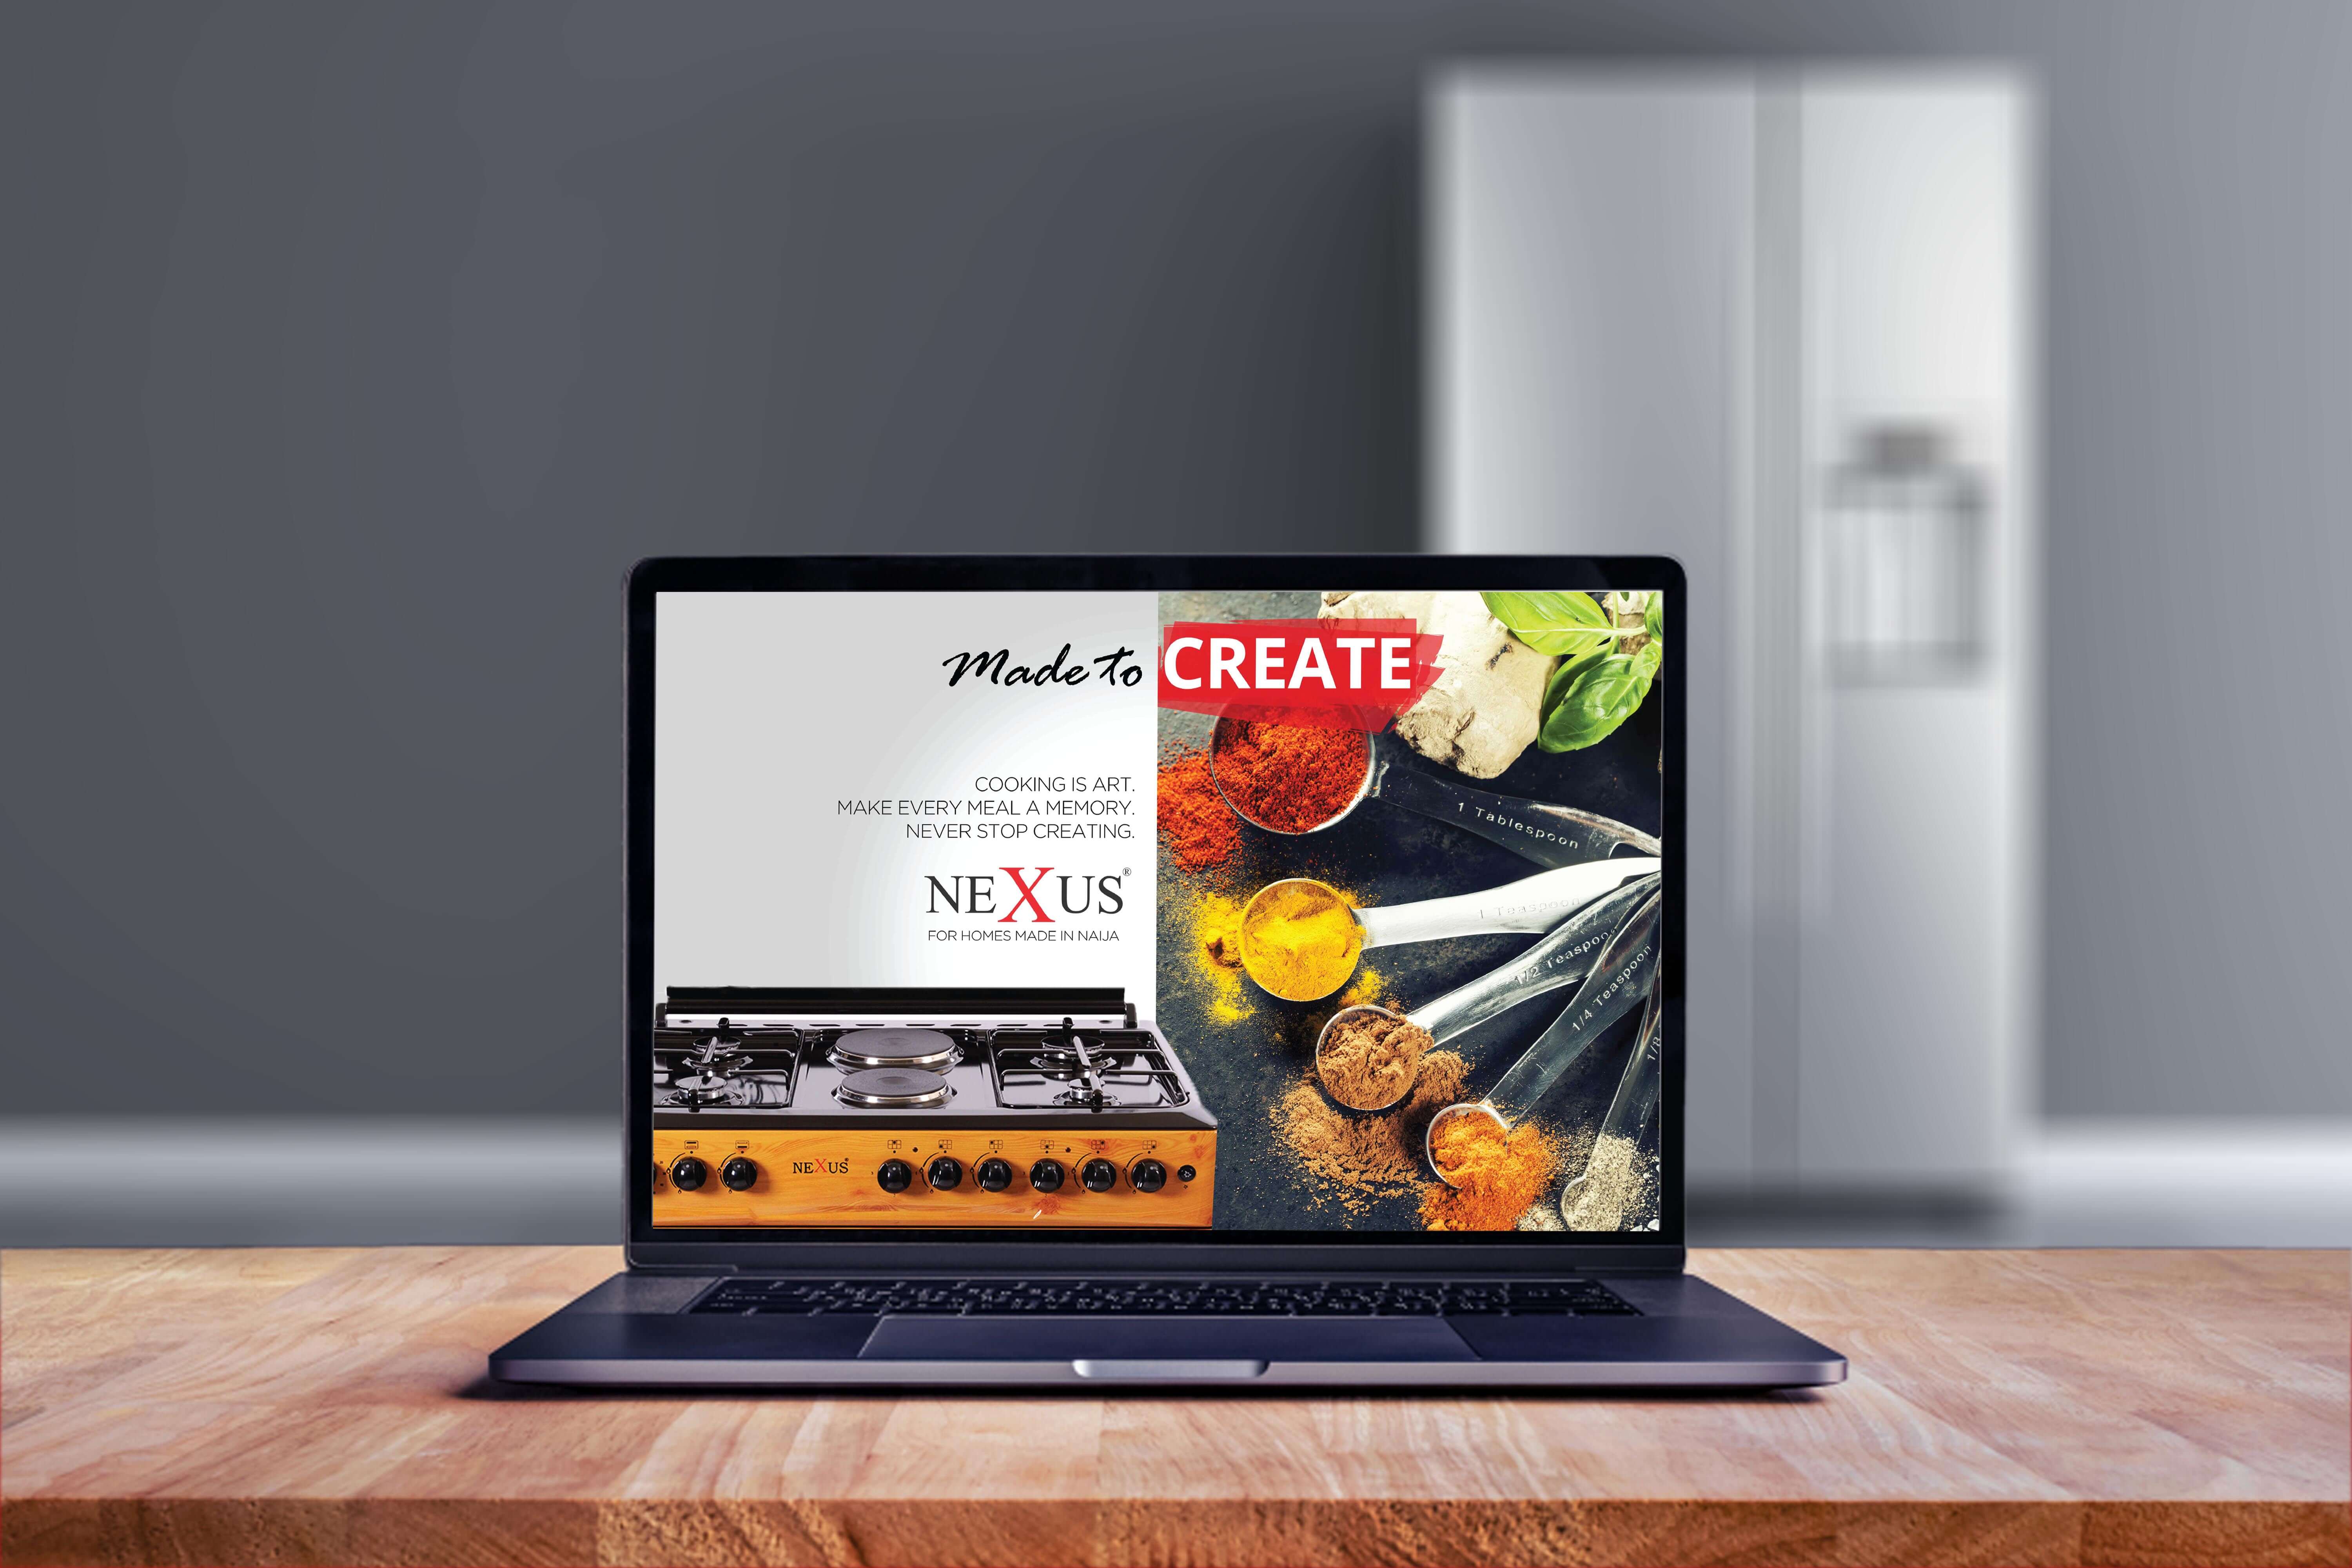 Made to CREATE
COOKING IS ART.
MAKE EVERY MEAL A MEMORY.
NEVER STOP CREATING.
NEXUS®
FOR HOMES MADE IN NAIJA
1 Tablespoon
1 Teaspoon
1/2 Teaspoon
1/4 Teaspoon
1/8
NEXUS®